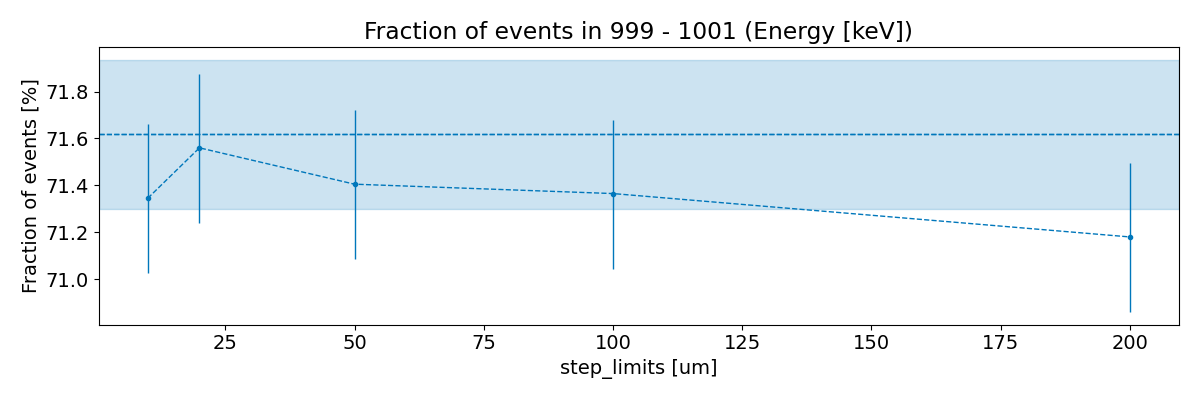 Fraction of events in 999 - 1001 (Energy [keV])
Fraction of events [%]
71.8
71.6
71.4
71.2
71.0
25 50 75 100 125 150 175 200
step_limits [um]